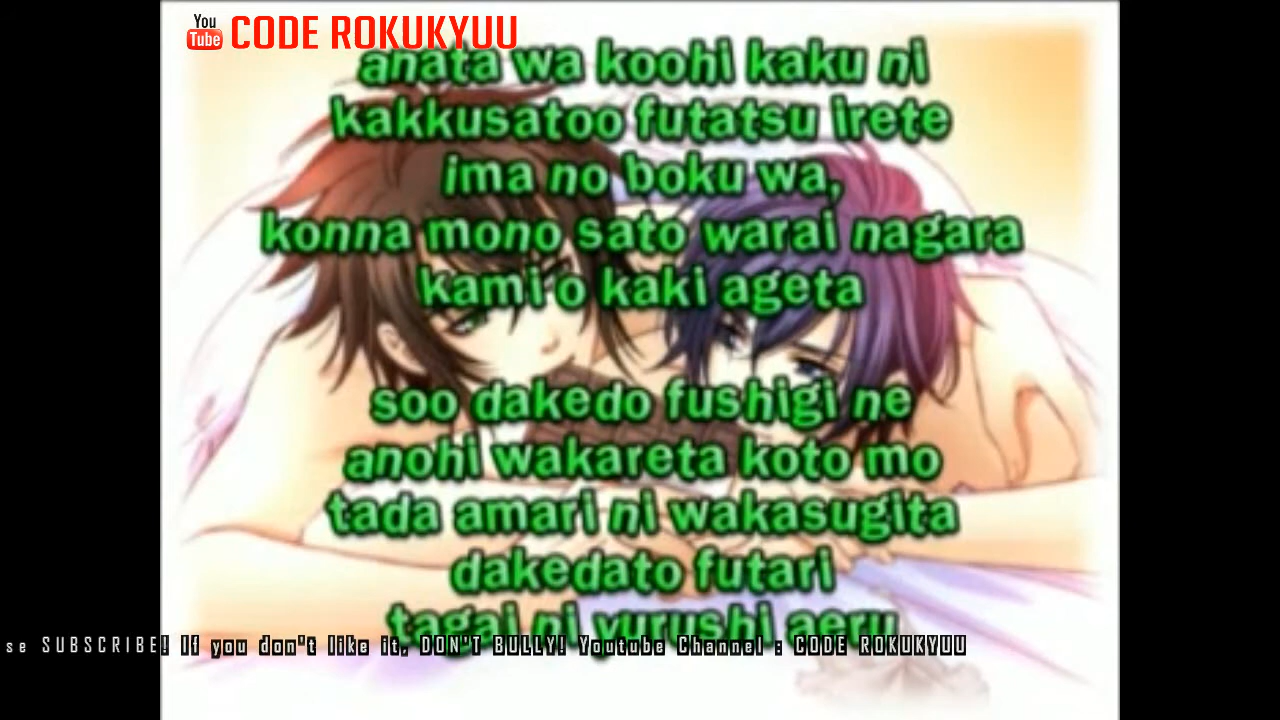 You
Tube CODE ROKUKYUU
anata wa koohi kaku ni
kakkusatoo futatsu irete
ima no boku wa,
konna mono sato warai nagara
kami o kaki ageta
soo dakedo fushigi ne
anohi wakareta koto mo
tada amari ni wakasugita
dakedato futari
tagai ni yurushi aeru
se SUBSCRIBE! If you don't like it, DON'T BULLY! Youtube Channel : CODE ROKUKYUU